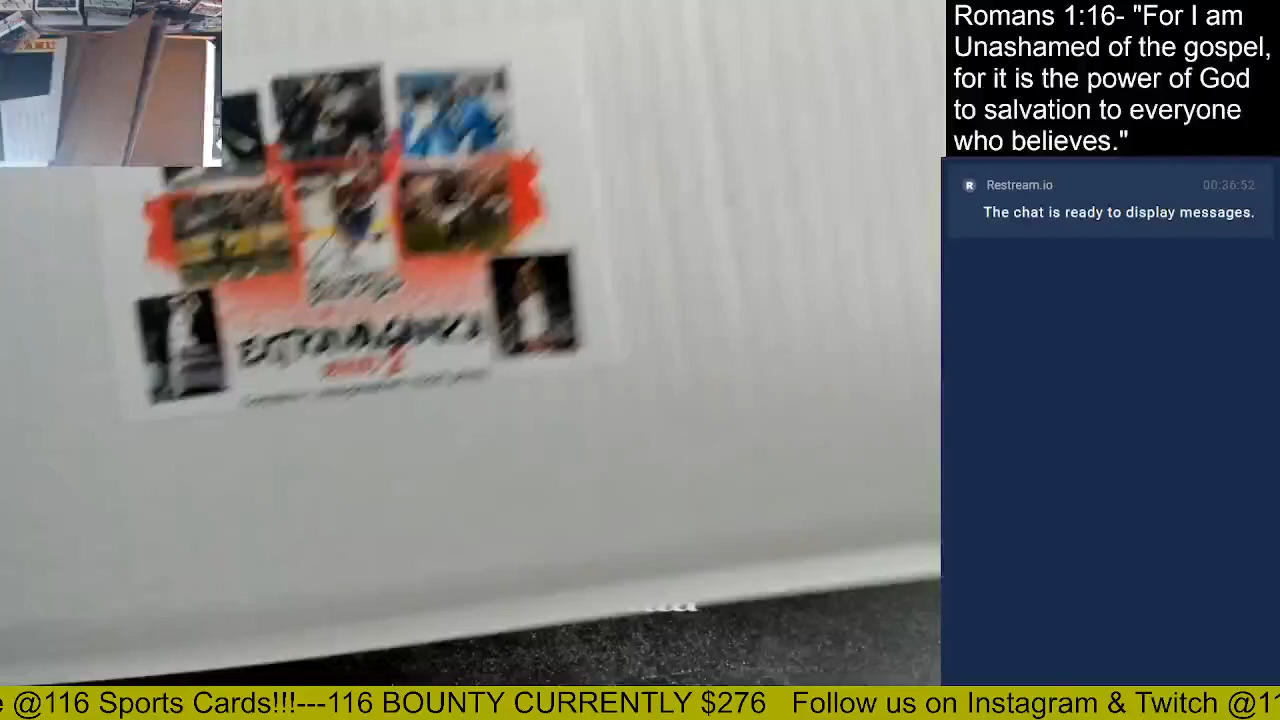 Romans 1:16- "For I am
Unashamed of the gospel,
for it is the power of God
to salvation to everyone
who believes."
R Restream.io 00:36:52
The chat is ready to display messages.
EXTRAVAGANZA
@116 Sports Cards!!!---116 BOUNTY CURRENTLY $276 Follow us on Instagram & Twitch